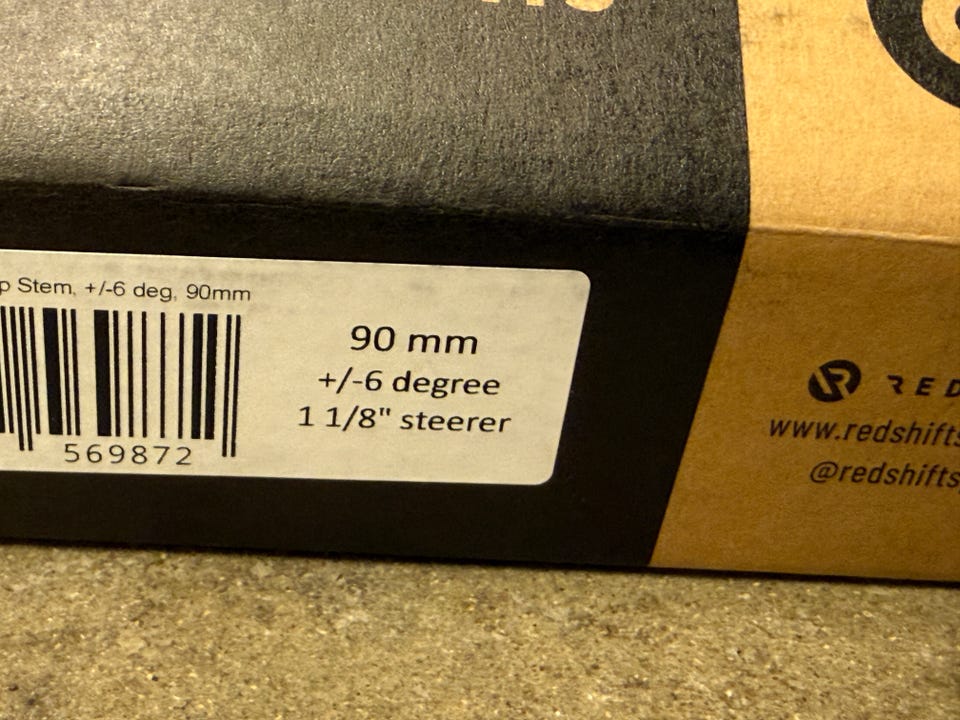 p Stem, +/-6 deg, 90mm
569872
90 mm
+/-6 degree
1 1/8" steerer
RED
www.redshifts
@redshifts